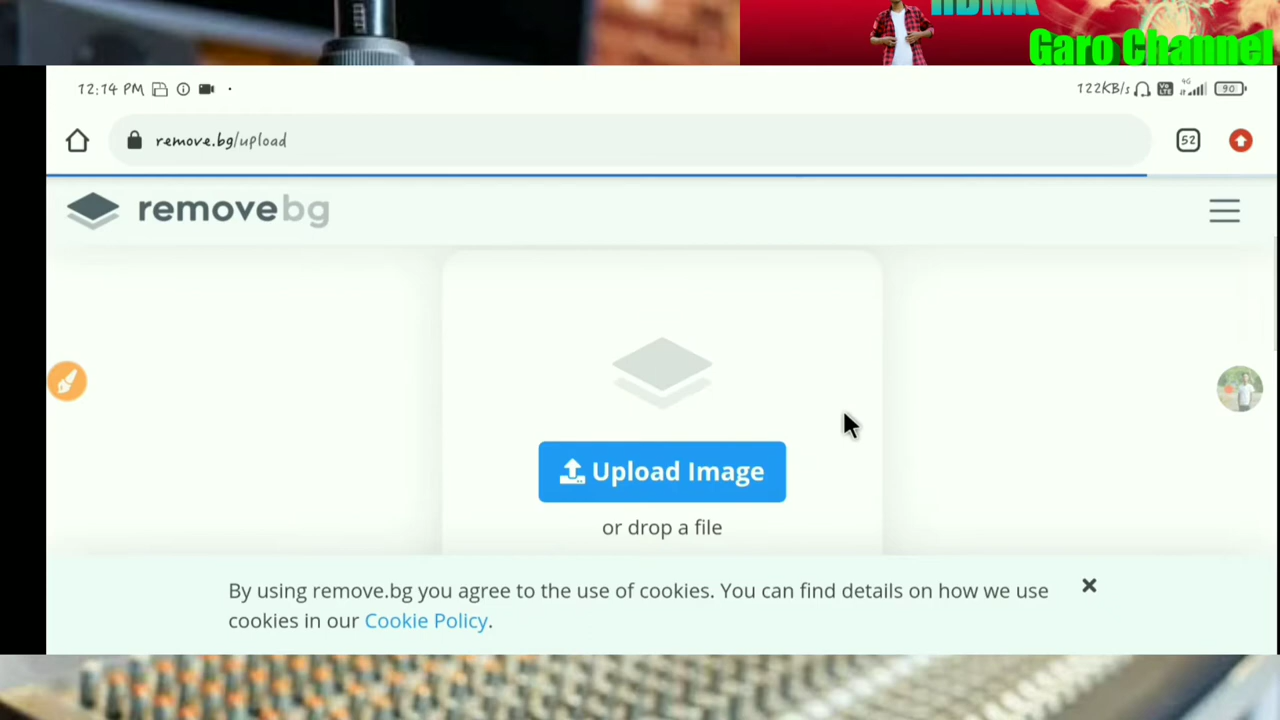 Garo Channel
12:14 PM
122KB/s
4G
90
remove.bg/upload
52
removebg
Upload Image
or drop a file
By using remove.bg you agree to the use of cookies. You can find details on how we use
cookies in our Cookie Policy.